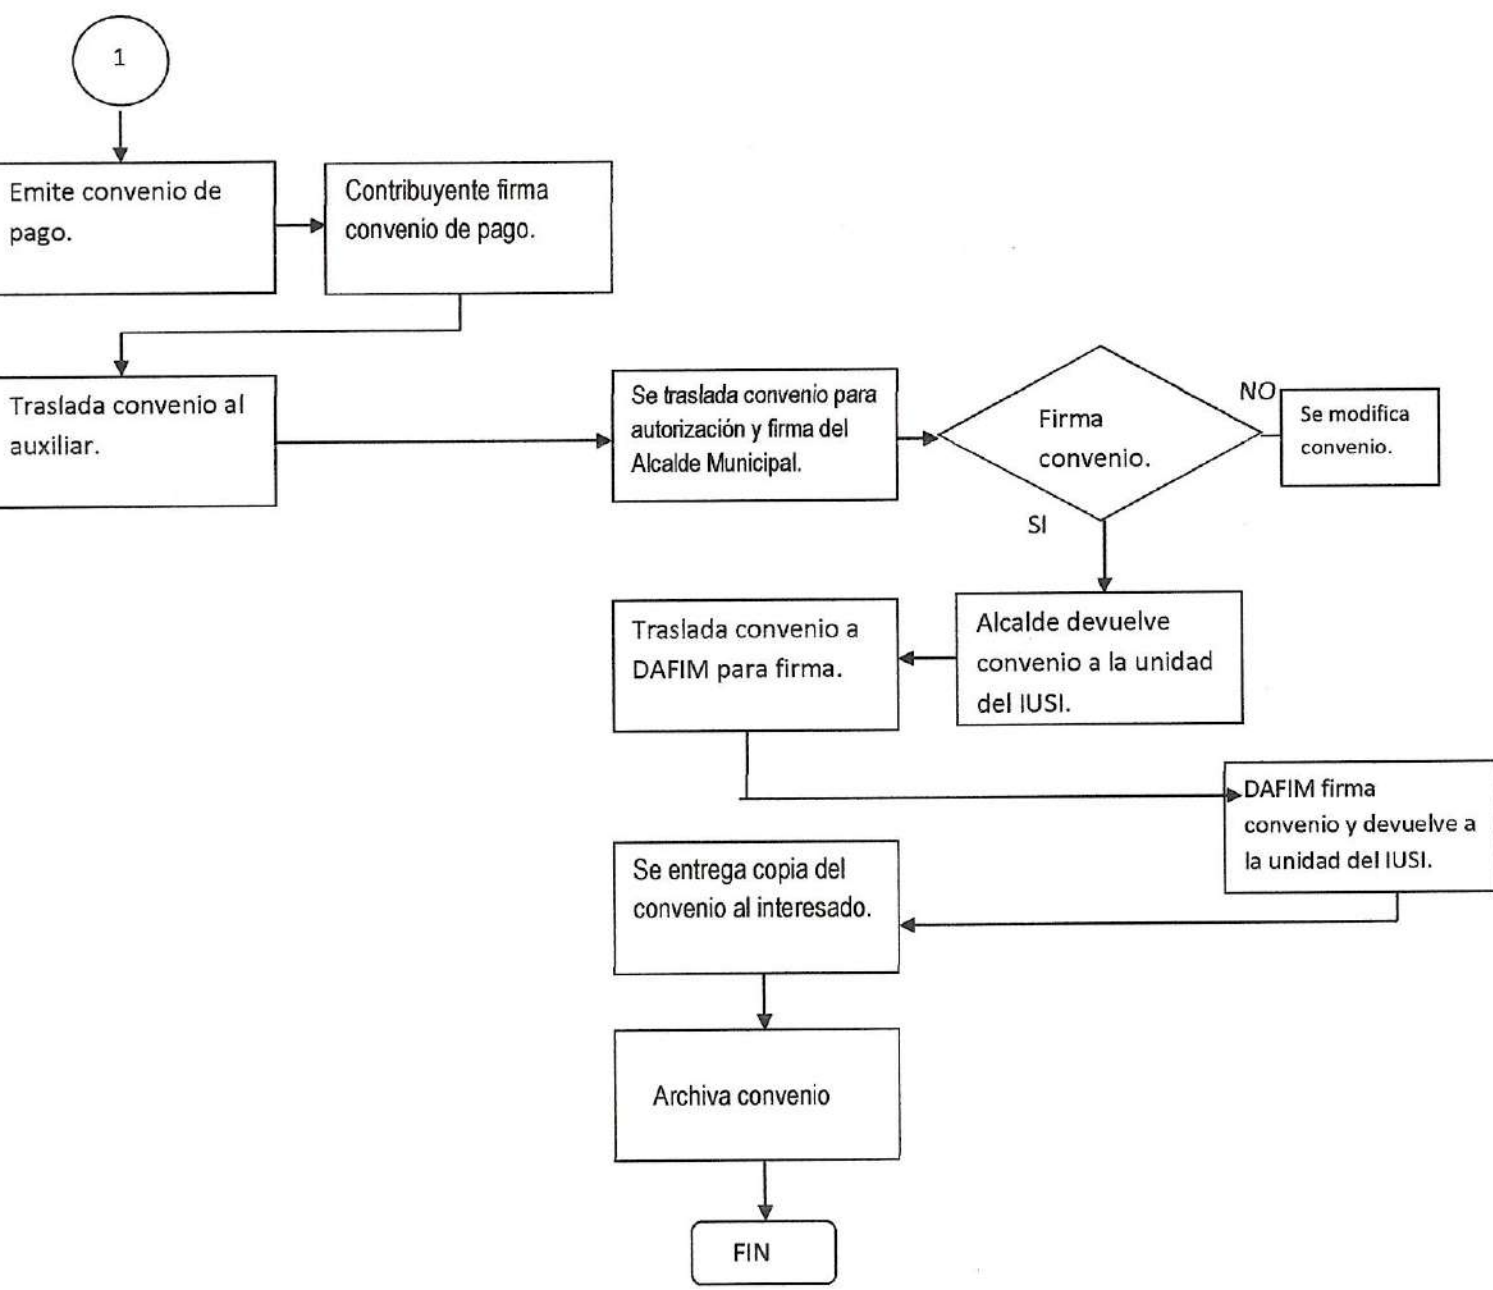 1
Emite convenio de
pago.
Contribuyente firma
convenio de pago.
Traslada convenio al
auxiliar.
Se traslada convenio para
autorización y firma del
Alcalde Municipal.
Firma
convenio.
NO
Se modifica
convenio.
SI
Alcalde devuelve
convenio a la unidad
del IUSI.
Traslada convenio a
DAFIM para firma.
DAFIM firma
convenio y devuelve a
la unidad del IUSI.
Se entrega copia del
convenio al interesado.
Archiva convenio
FIN